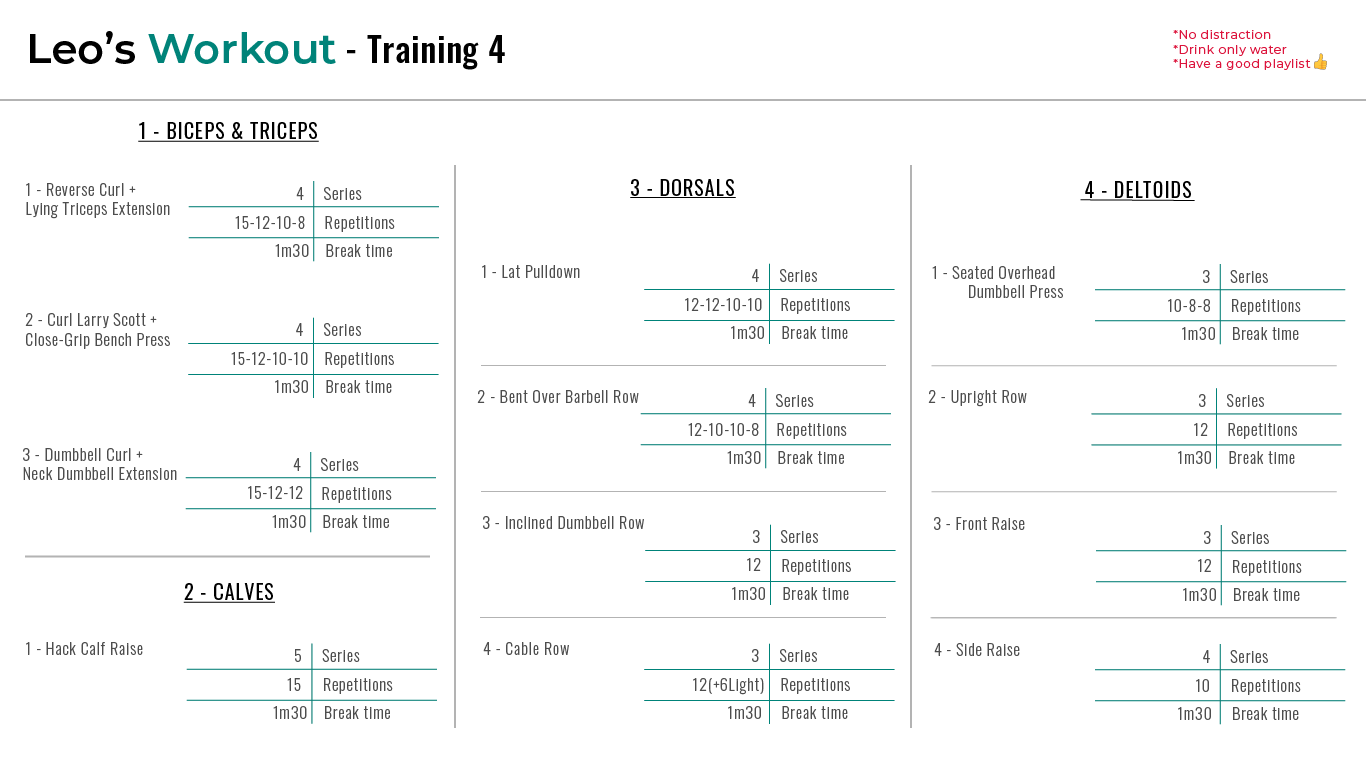 Leo's Workout - Training 4
*No distraction
*Drink only water
*Have a good playlist👍
1 - BICEPS & TRICEPS
1 - Reverse Curl +
Lying Triceps Extension
4 Series
15-12-10-8 Repetitions
1m30 Break time
2 - Curl Larry Scott +
Close-Grip Bench Press
4 Series
15-12-10-10 Repetitions
1m30 Break time
3 - Dumbbell Curl +
Neck Dumbbell Extension
4 Series
15-12-12 Repetitions
1m30 Break time
2 - CALVES
1 - Hack Calf Raise
5 Series
15 Repetitions
1m30 Break time
3 - DORSALS
1 - Lat Pulldown
4 Series
12-12-10-10 Repetitions
1m30 Break time
2 - Bent Over Barbell Row
4 Series
12-10-10-8 Repetitions
1m30 Break time
3 - Inclined Dumbbell Row
3 Series
12 Repetitions
1m30 Break time
4 - Cable Row
3 Series
12(+6Light) Repetitions
1m30 Break time
4 - DELTOIDS
1 - Seated Overhead
Dumbbell Press
3 Series
10-8-8 Repetitions
1m30 Break time
2 - Upright Row
3 Series
12 Repetitions
1m30 Break time
3 - Front Raise
3 Series
12 Repetitions
1m30 Break time
4 - Side Raise
4 Series
10 Repetitions
1m30 Break time